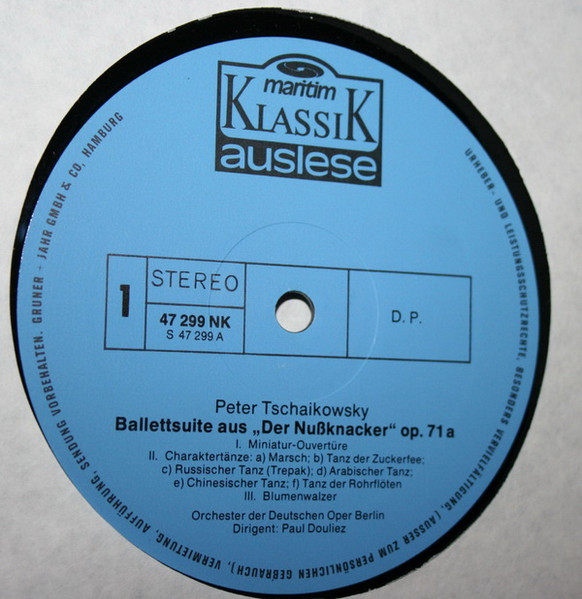 maritim
KLASSIK
auslese
1
STEREO
47 299 NK
S 47 299 A
D. P.
Peter Tschaikowsky
Ballettsuite aus „Der Nußknacker“ op. 71 a
I. Miniatur-Ouvertüre
II. Charaktertänze: a) Marsch; b) Tanz der Zuckerfee;
c) Russischer Tanz (Trepak); d) Arabischer Tanz;
e) Chinesischer Tanz; f) Tanz der Rohrflöten
III. Blumenwalzer
Orchester der Deutschen Oper Berlin
Dirigent: Paul Douliez
URHEBER- UND LEISTUNGSSCHUTZRECHTE, BESONDERS VERVIELFÄLTIGUNG, (AUSSER ZUM PERSÖNLICHEN GEBRAUCH), VERMIETUNG, AUFFÜHRUNG, SENDUNG VORBEHALTEN. GRUNER + JAHR GMBH & CO, HAMBURG